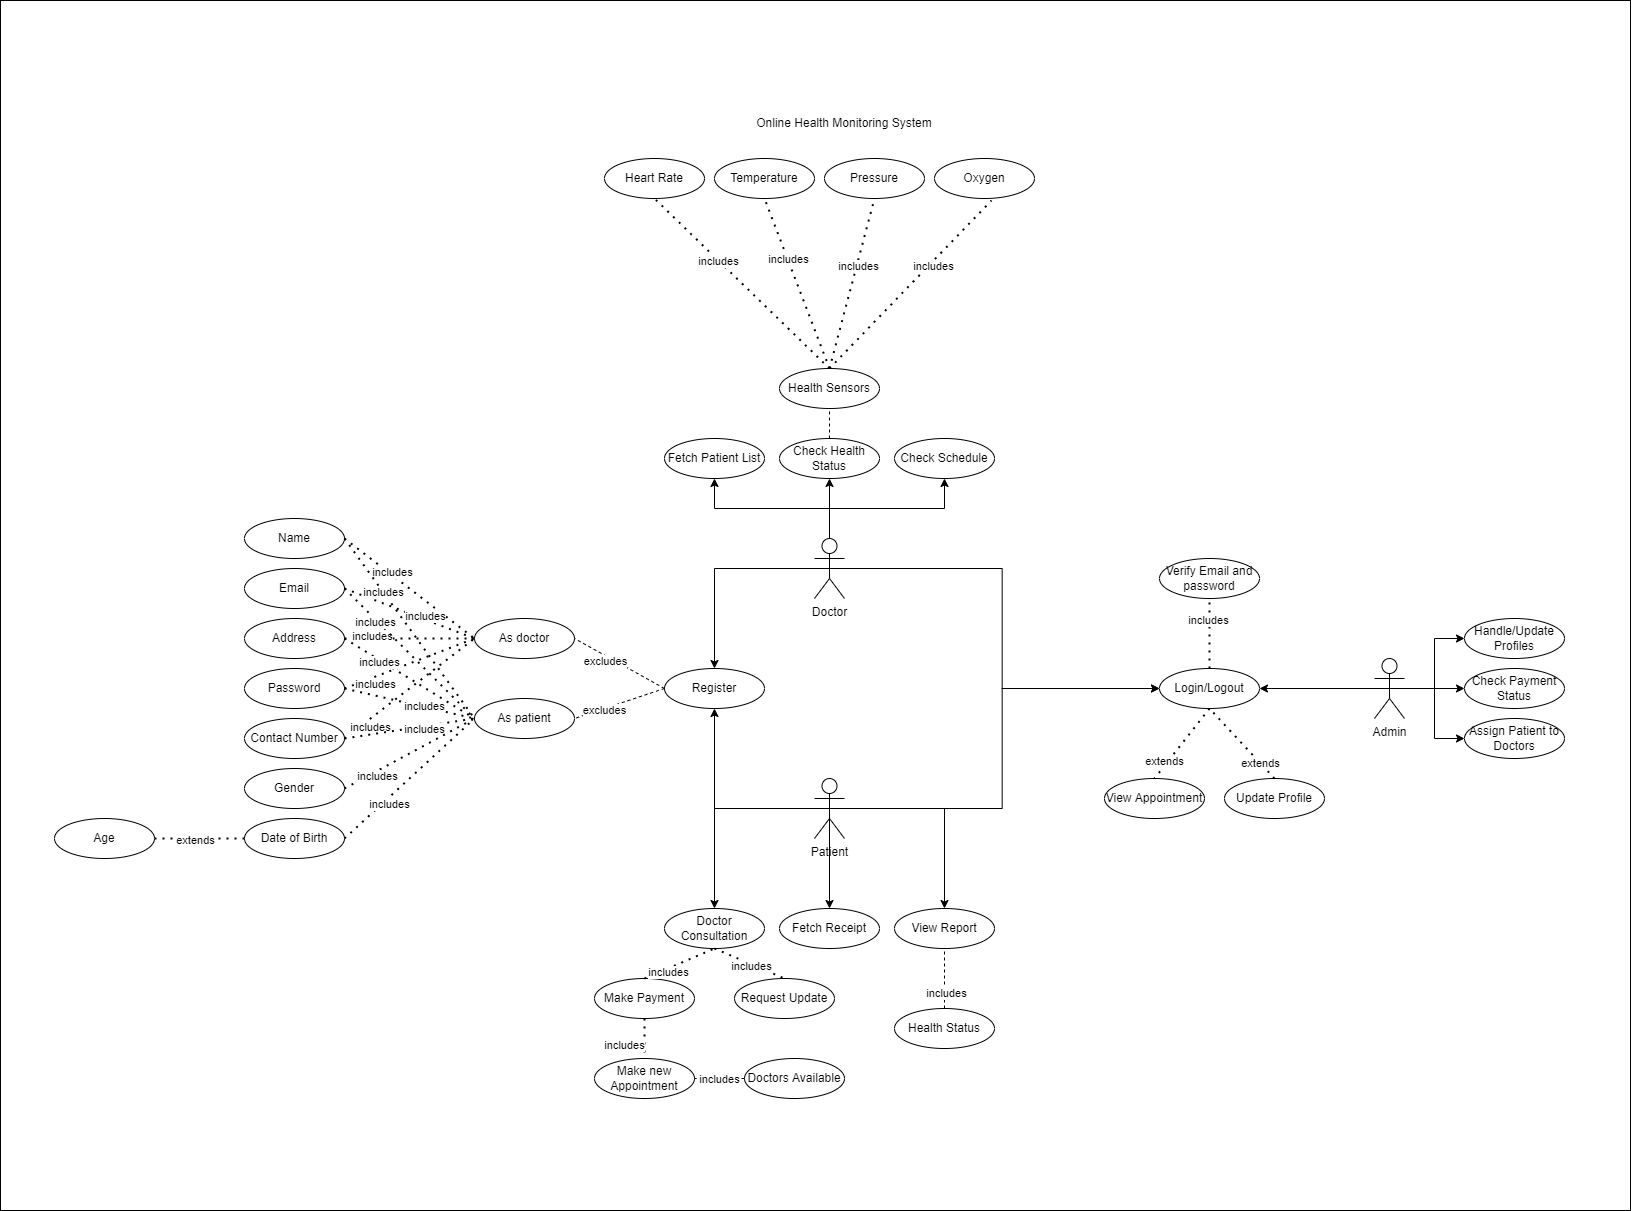 Online Health Monitoring System
Heart Rate
Temperature
Pressure
Oxygen
includes
includes
includes
includes
Health Sensors
Fetch Patient List
Check Health
Status
Check Schedule
Doctor
Name
Email
Address
Password
Contact Number
Gender
Date of Birth
Age
extends
includes
includes
includes
includes
includes
includes
includes
includes
includes
includes
includes
includes
As doctor
As patient
excludes
excludes
Register
Verify Email and
password
includes
Login/Logout
extends
extends
View Appointment
Update Profile
Admin
Handle/Update
Profiles
Check Payment
Status
Assign Patient to
Doctors
Patient
Doctor
Consultation
Fetch Receipt
View Report
includes
includes
includes
Make Payment
Request Update
Health Status
includes
Make new
Appointment
includes
Doctors Available